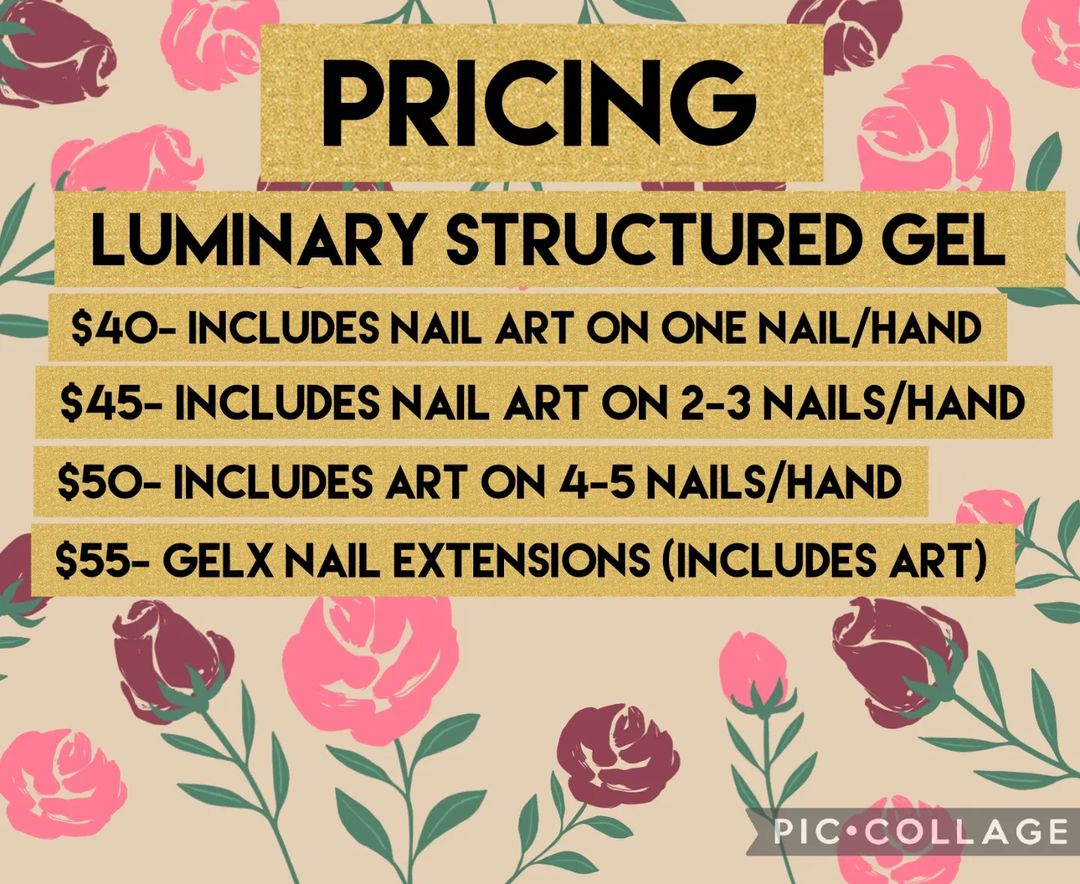 PRICING
LUMINARY STRUCTURED GEL
$40- INCLUDES NAIL ART ON ONE NAIL/HAND
$45- INCLUDES NAIL ART ON 2-3 NAILS/HAND
$50- INCLUDES ART ON 4-5 NAILS/HAND
$55- GELX NAIL EXTENSIONS (INCLUDES ART)
PIC•COLLAGE